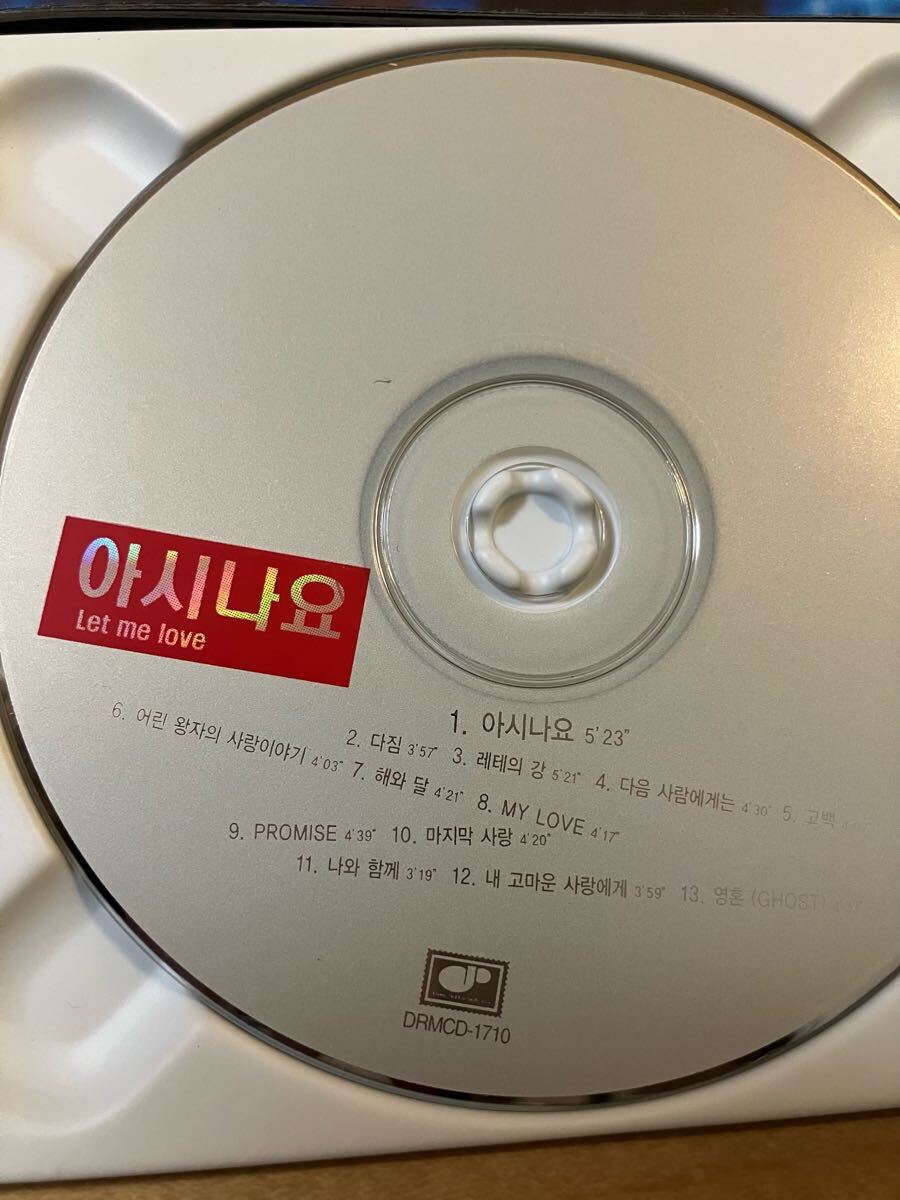 아시나요
Let me love
1. 아시나요 5'23"
2. 다짐 3'57" 3. 레테의 강 5'21" 4. 다음 사람에게는 4'30" 5. 고백
6. 어린 왕자의 사랑이야기 4'03" 7. 해와 달 4'21" 8. MY LOVE 4'17"
9. PROMISE 4'39" 10. 마지막 사랑 4'20"
11. 나와 함께 3'19" 12. 내 고마운 사랑에게 3'59" 13. 영혼 (GHOST)
DRMCD-1710